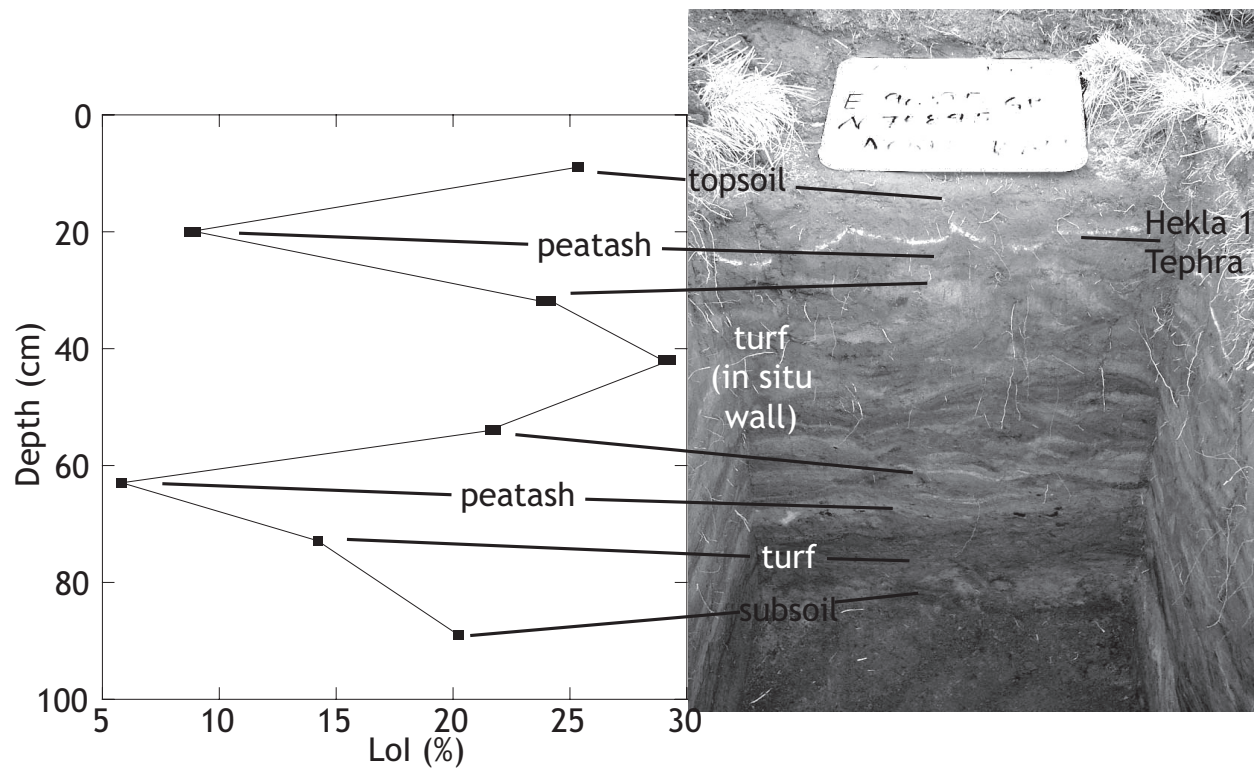 0
20
40
60
80
100
Depth (cm)
5
10
15
20
25
30
LoI (%)
topsoil
peatash
Hekla 1
Tephra
turf
(in situ
wall)
peatash
turf
subsoil
E
N